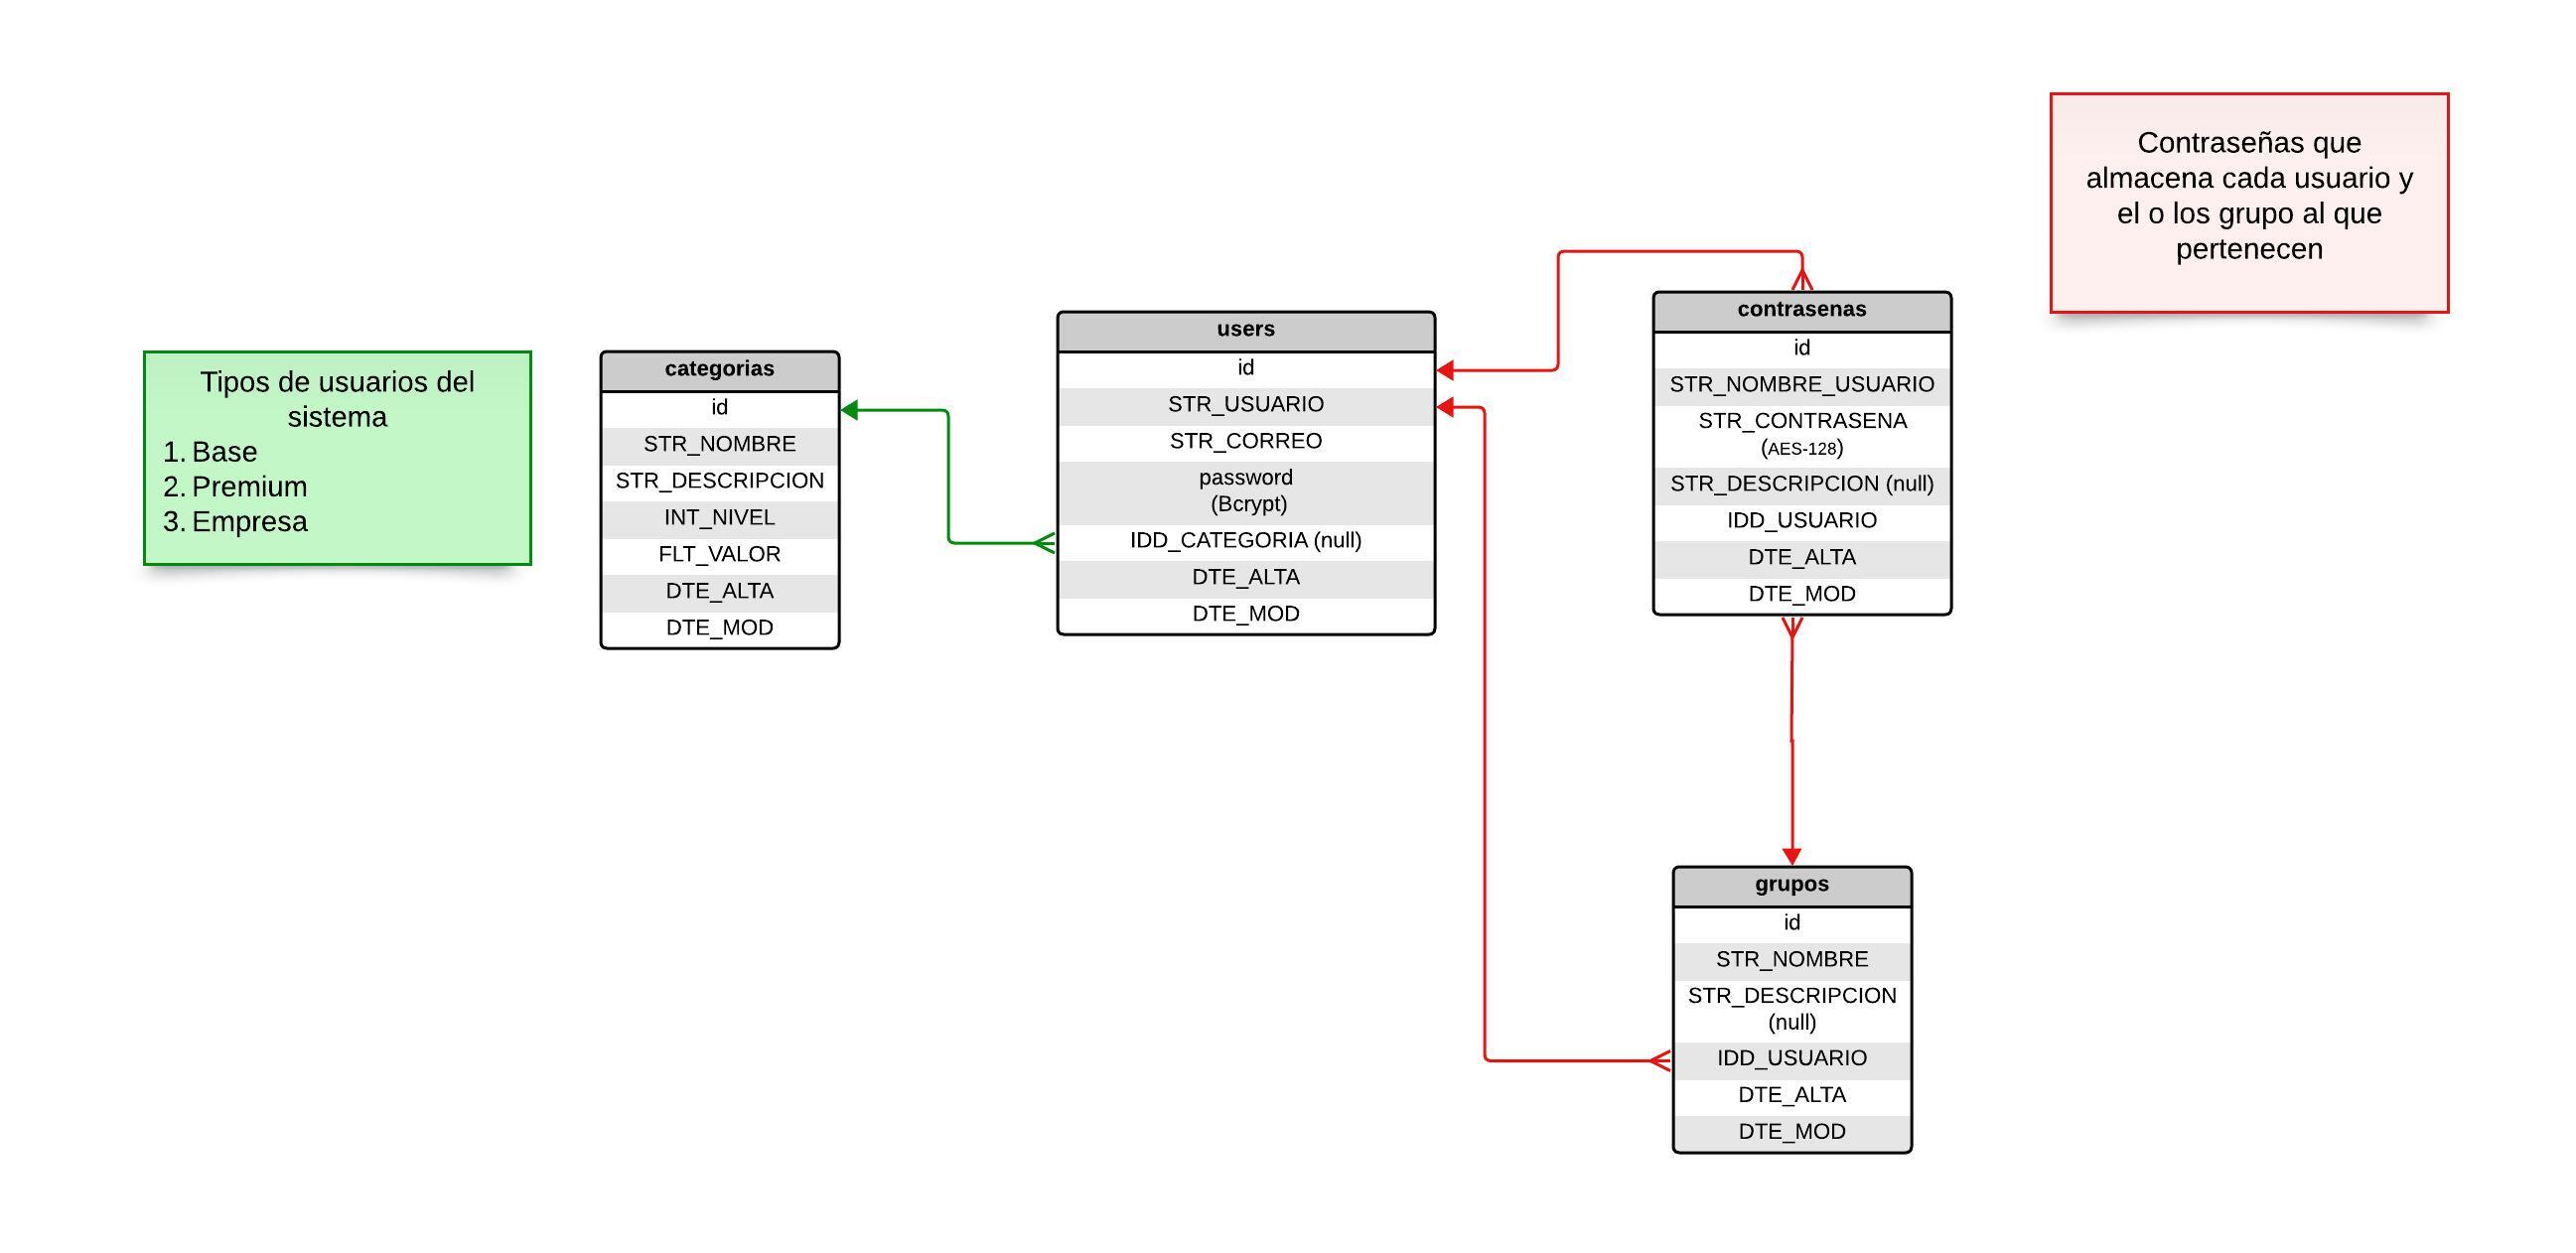 Tipos de usuarios del
sistema
1. Base
2. Premium
3. Empresa
categorias
id
STR_NOMBRE
STR_DESCRIPCION
INT_NIVEL
FLT_VALOR
DTE_ALTA
DTE_MOD
users
id
STR_USUARIO
STR_CORREO
password
(Bcrypt)
IDD_CATEGORIA (null)
DTE_ALTA
DTE_MOD
contrasenas
id
STR_NOMBRE_USUARIO
STR_CONTRASENA
(AES-128)
STR_DESCRIPCION (null)
IDD_USUARIO
DTE_ALTA
DTE_MOD
Contraseñas que
almacena cada usuario y
el o los grupo al que
pertenecen
grupos
id
STR_NOMBRE
STR_DESCRIPCION
(null)
IDD_USUARIO
DTE_ALTA
DTE_MOD